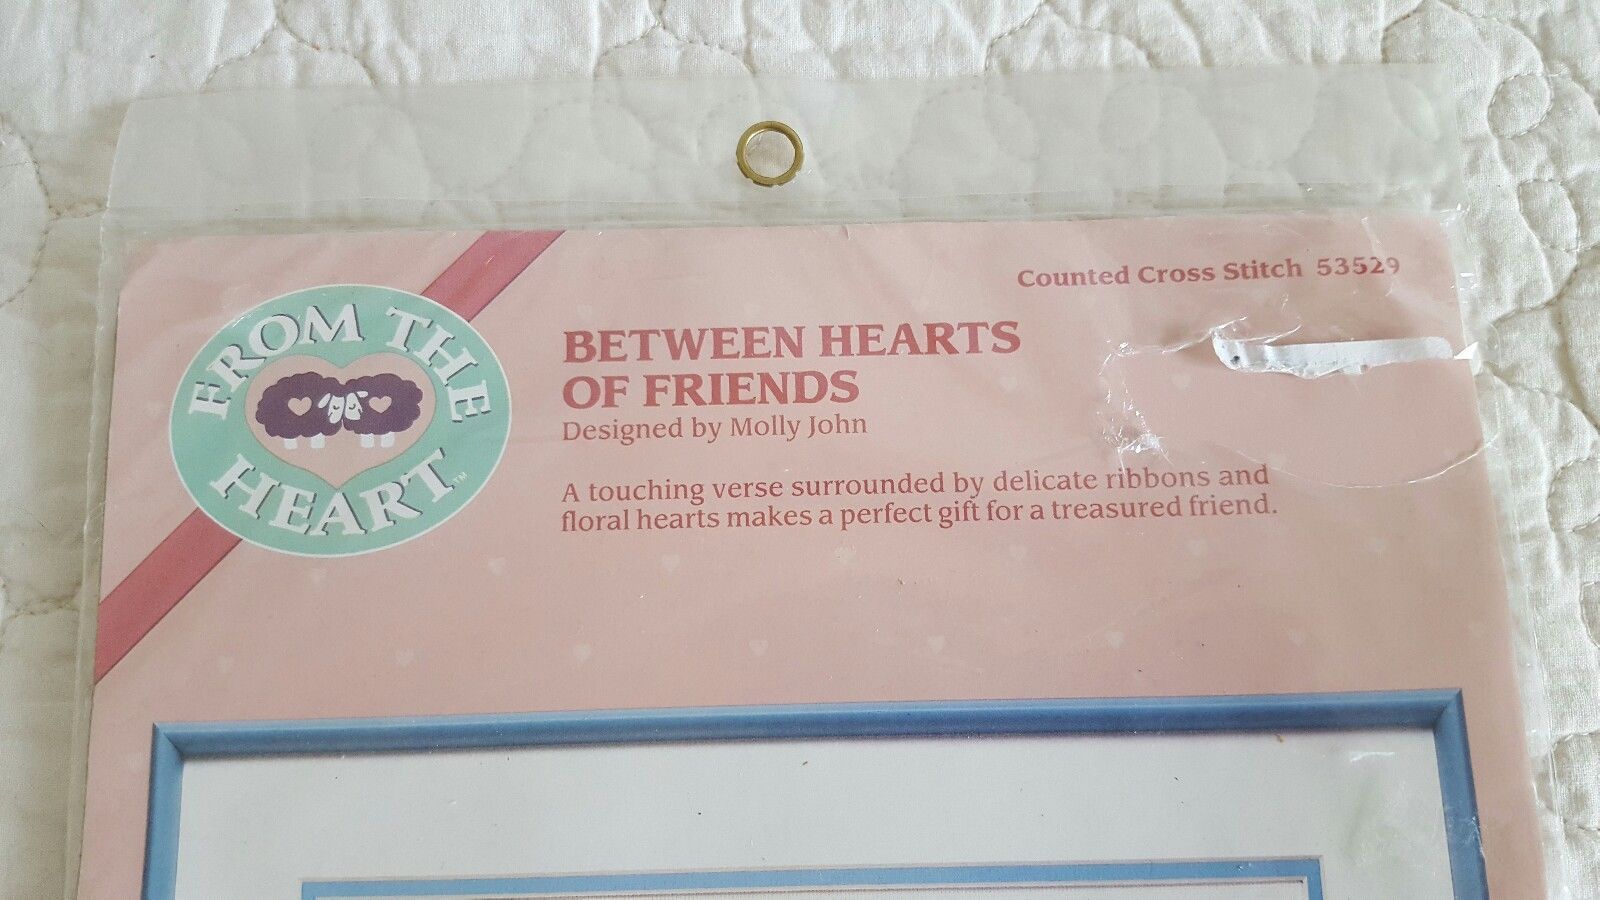 Counted Cross Stitch 53529
FROM THE
HEART™
BETWEEN HEARTS
OF FRIENDS
Designed by Molly John
A touching verse surrounded by delicate ribbons and
floral hearts makes a perfect gift for a treasured friend.